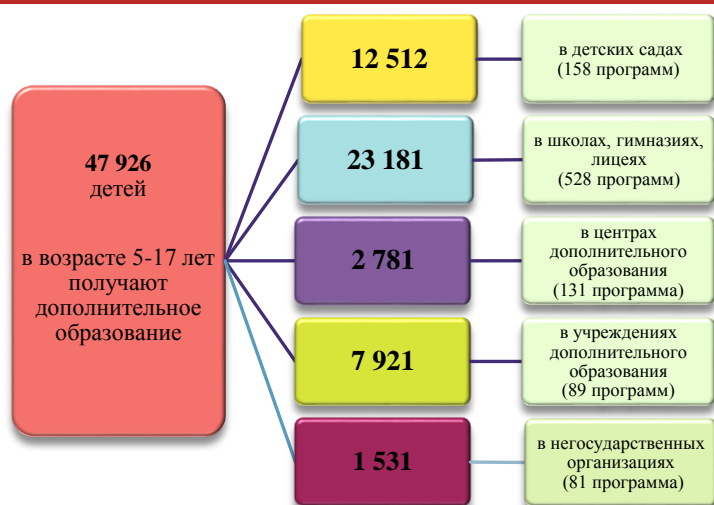 47 926
детей
в возрасте 5-17 лет
получают
дополнительное
образование
12 512
в детских садах
(158 программ)
23 181
в школах, гимназиях,
лицеях
(528 программ)
2 781
в центрах
дополнительного
образования
(131 программа)
7 921
в учреждениях
дополнительного
образования
(89 программ)
1 531
в негосударственных
организациях
(81 программа)